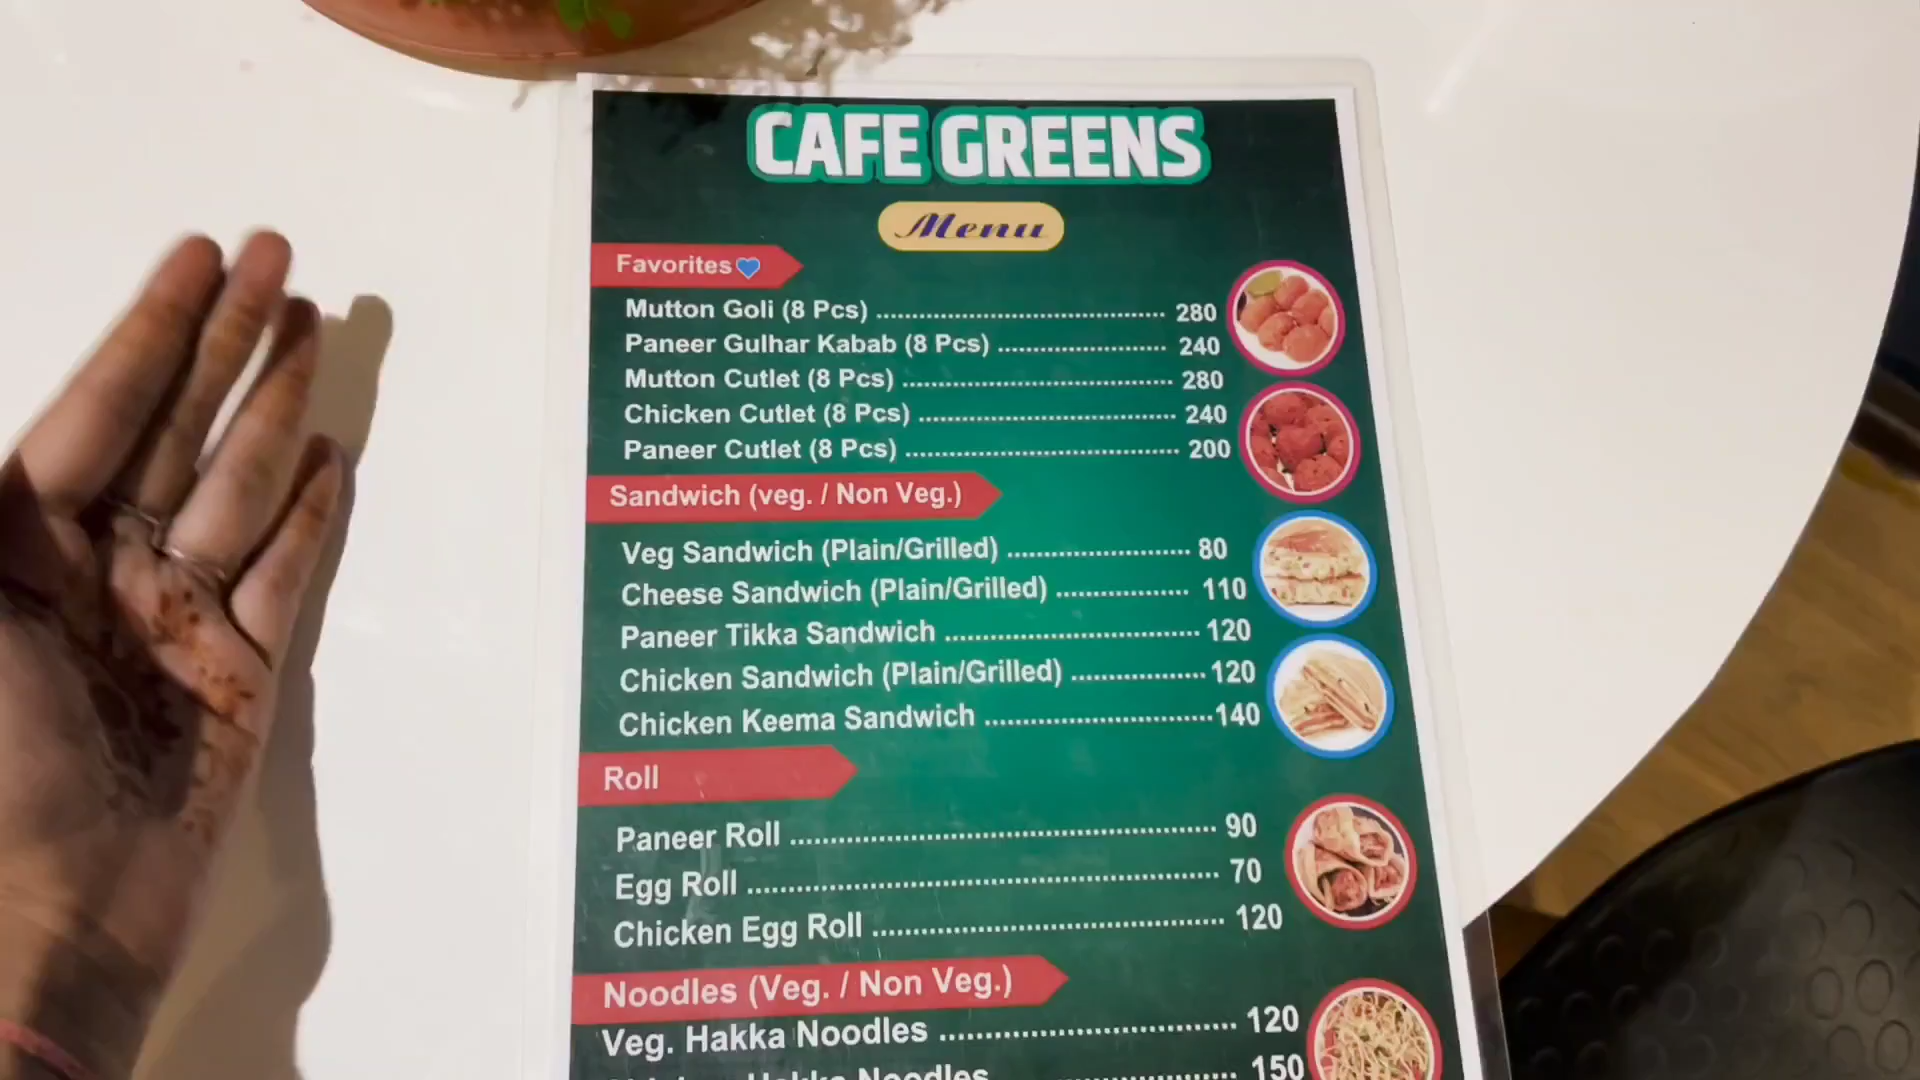 CAFE GREENS
Menu
Favorites
Mutton Goli (8 Pcs) ........................................ 280
Paneer Gulhar Kabab (8 Pcs) ........................ 240
Mutton Cutlet (8 Pcs) ..................................... 280
Chicken Cutlet (8 Pcs) ................................... 240
Paneer Cutlet (8 Pcs) ..................................... 200
Sandwich (veg. / Non Veg.)
Veg Sandwich (Plain/Grilled) ........................ 80
Cheese Sandwich (Plain/Grilled) ................. 110
Paneer Tikka Sandwich ................................. 120
Chicken Sandwich (Plain/Grilled) ................. 120
Chicken Keema Sandwich ............................. 140
Roll
Paneer Roll ..................................................... 90
Egg Roll .......................................................... 70
Chicken Egg Roll ........................................... 120
Noodles (Veg. / Non Veg.)
Veg. Hakka Noodles ..................................... 120
Hakka Noodles ..................... 150